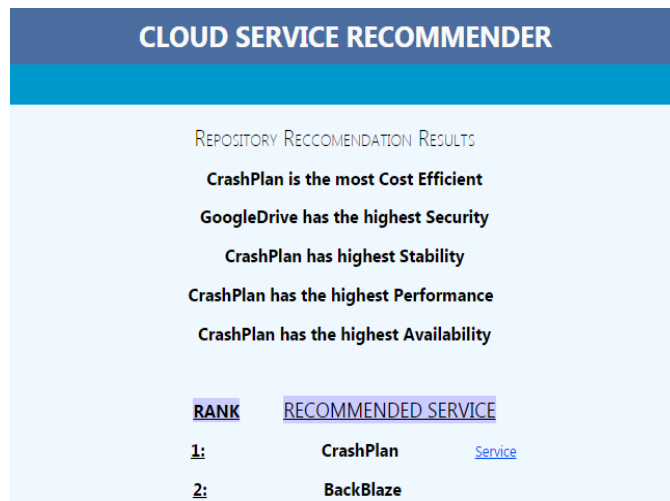 CLOUD SERVICE RECOMMENDER
REPOSITORY RECCOMENDATION RESULTS
CrashPlan is the most Cost Efficient
GoogleDrive has the highest Security
CrashPlan has highest Stability
CrashPlan has the highest Performance
CrashPlan has the highest Availability
RANK RECOMMENDED SERVICE
1: CrashPlan Service
2: BackBlaze